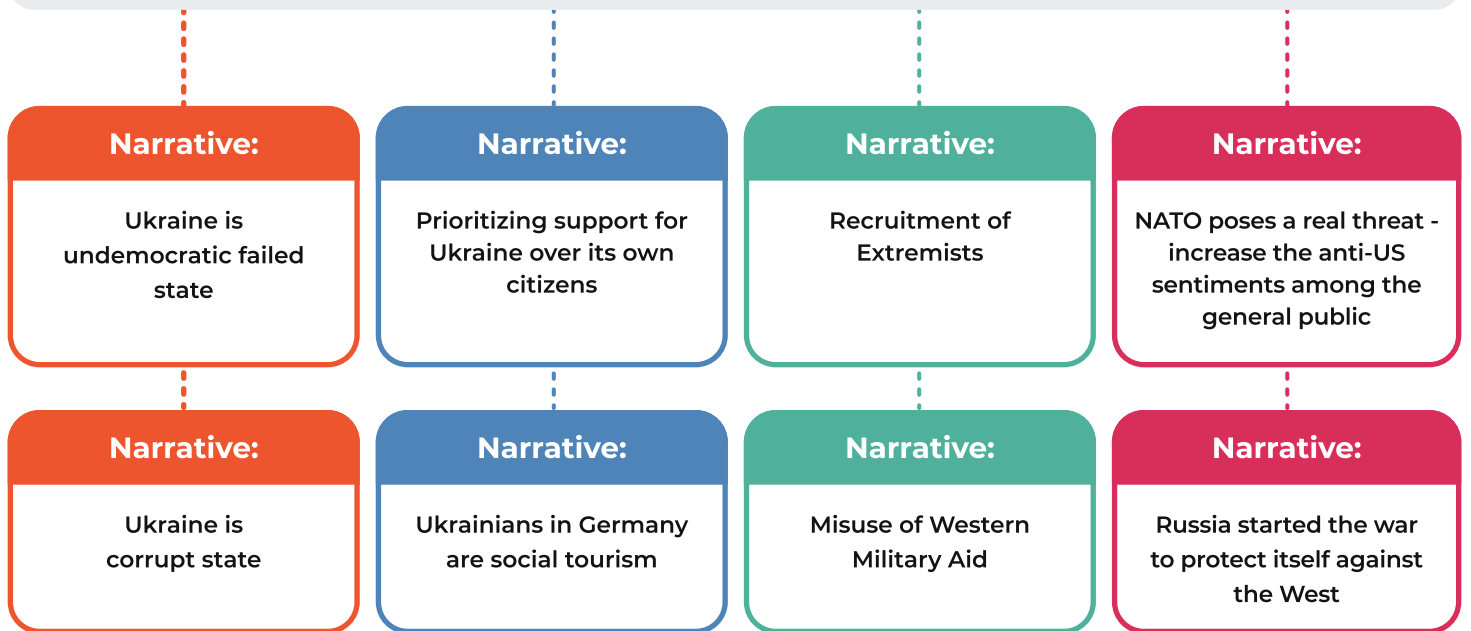 Narrative:
Ukraine is
undemocratic failed
state
Narrative:
Prioritizing support for
Ukraine over its own
citizens
Narrative:
Recruitment of
Extremists
Narrative:
NATO poses a real threat -
increase the anti-US
sentiments among the
general public
Narrative:
Ukraine is
corrupt state
Narrative:
Ukrainians in Germany
are social tourism
Narrative:
Misuse of Western
Military Aid
Narrative:
Russia started the war
to protect itself against
the West